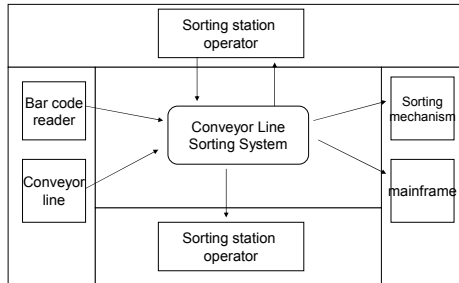 Sorting station
operator
Bar code
reader
Conveyor
line
Conveyor Line
Sorting System
Sorting
mechanism
mainframe
Sorting station
operator